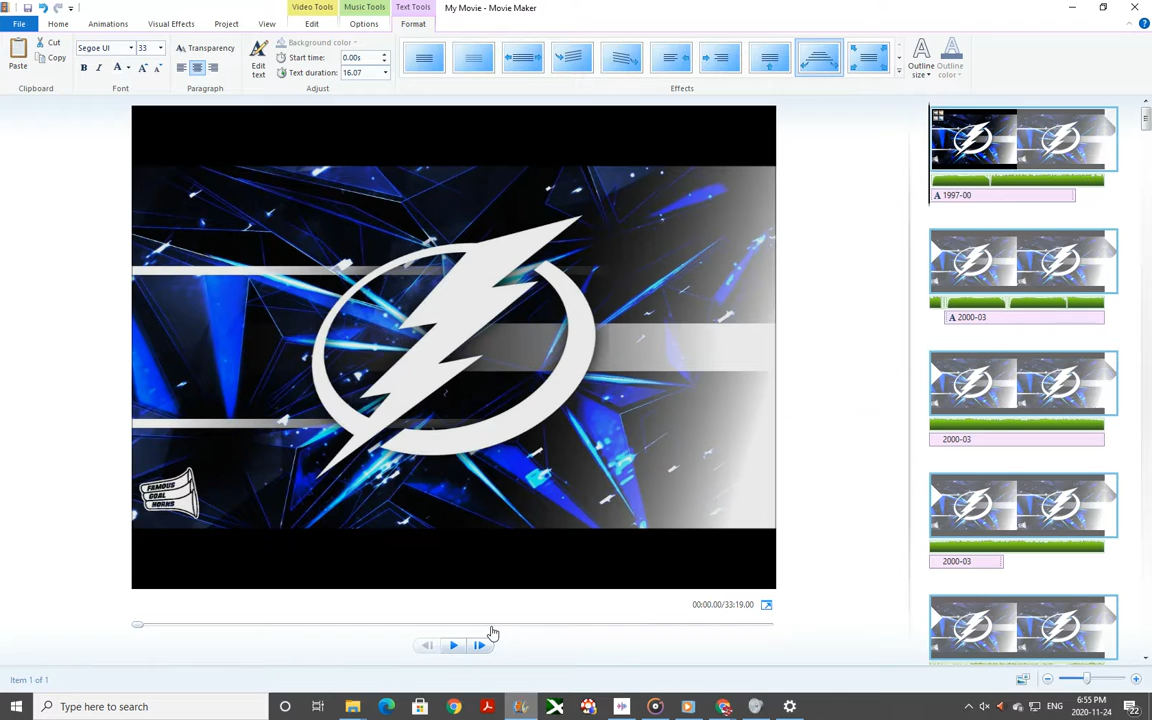 Video Tools Music Tools Text Tools My Movie - Movie Maker
File Home Animations Visual Effects Project View Edit Options Format
Paste Cut Copy
Clipboard
Segoe UI 33
B I A A A
Font
Transparency
Paragraph
Edit text
Background color
Start time: 0.00s
Text duration: 16.07
Adjust
Effects
Outline size Outline color
FAMOUS
GOAL
HORNS
A 1997-00
A 2000-03
2000-03
2000-03
00:00.00/33:19.00
Item 1 of 1
Type here to search
ENG
6:55 PM
2020-11-24
22